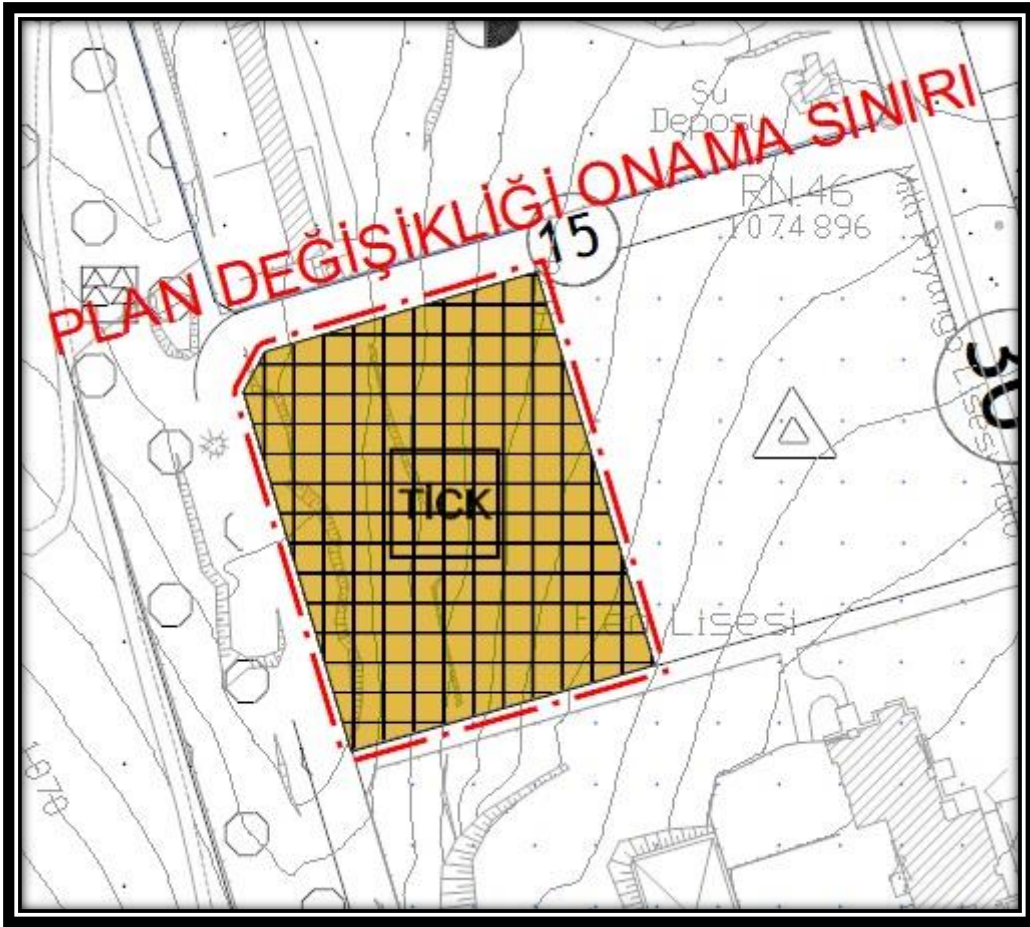 Su
Deposu
PLAN DEĞİŞİKLİĞİ ONAMA SINIRI
RN.46
1074 896
15
30
TİCK
Fen Lisesi
1078